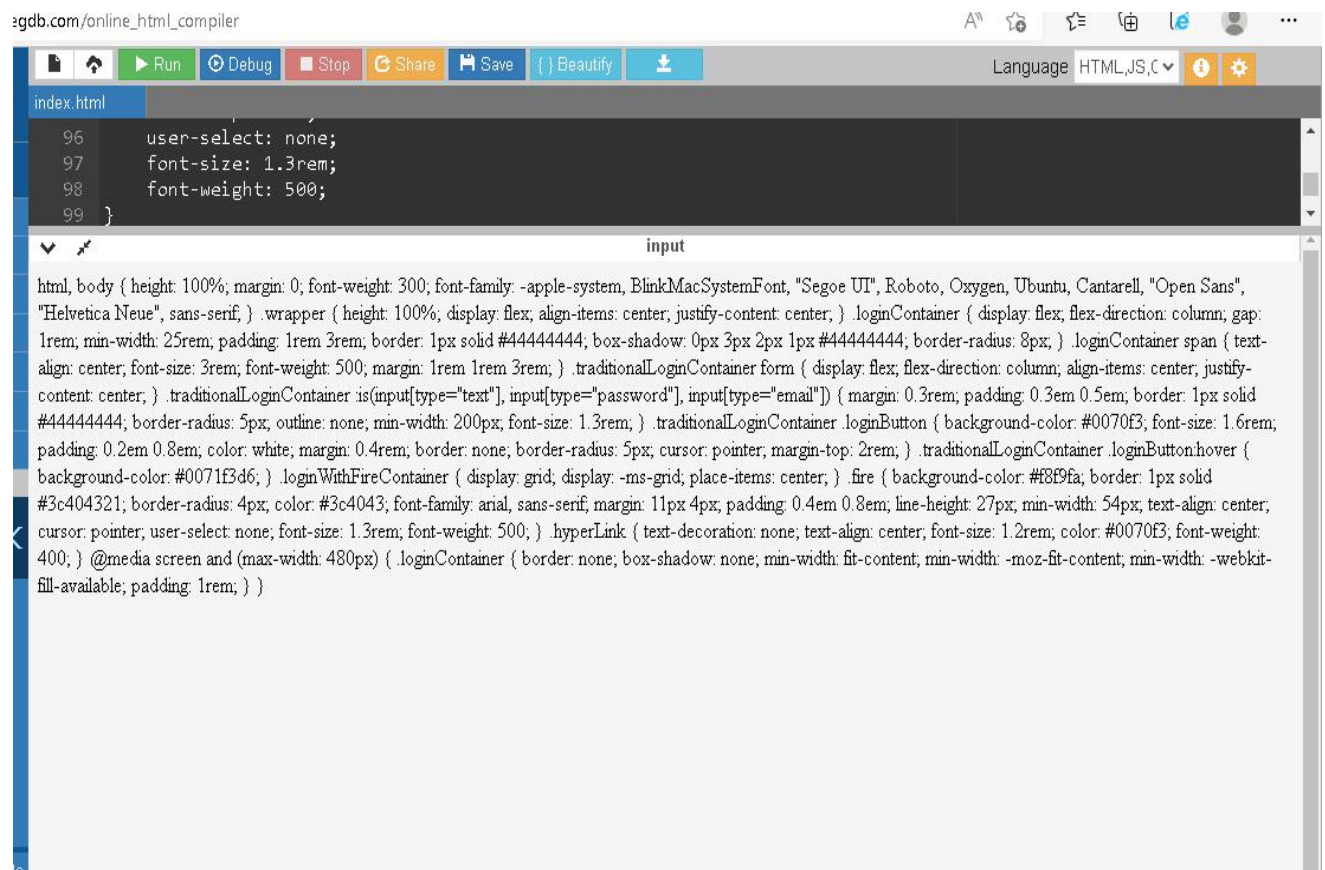 egdb.com/online_html_compiler
Run Debug Stop Share Save { } Beautify Language HTML,JS,C
index.html
96 user-select: none;
97 font-size: 1.3rem;
98 font-weight: 500;
99 }
input
html, body { height: 100%; margin: 0; font-weight: 300; font-family: -apple-system, BlinkMacSystemFont, "Segoe UI", Roboto, Oxygen, Ubuntu, Cantarell, "Open Sans",
"Helvetica Neue", sans-serif; } .wrapper { height: 100%; display: flex; align-items: center; justify-content: center; } .loginContainer { display: flex; flex-direction: column; gap:
1rem; min-width: 25rem; padding: 1rem 3rem; border: 1px solid #44444444; box-shadow: 0px 3px 2px 1px #44444444; border-radius: 8px; } .loginContainer span { text-
align: center; font-size: 3rem; font-weight: 500; margin: 1rem 1rem 3rem; } .traditionalLoginContainer form { display: flex; flex-direction: column; align-items: center; justify-
content: center; } .traditionalLoginContainer :is(input[type="text"], input[type="password"], input[type="email"]) { margin: 0.3rem; padding: 0.3em 0.5em; border: 1px solid
#44444444; border-radius: 5px; outline: none; min-width: 200px; font-size: 1.3rem; } .traditionalLoginContainer .loginButton { background-color: #0070f3; font-size: 1.6rem;
padding: 0.2em 0.8em; color: white; margin: 0.4rem; border: none; border-radius: 5px; cursor: pointer; margin-top: 2rem; } .traditionalLoginContainer .loginButton:hover {
background-color: #0071f3d6; } .loginWithFireContainer { display: grid; display: -ms-grid; place-items: center; } .fire { background-color: #f8f9fa; border: 1px solid
#3c404321; border-radius: 4px; color: #3c4043; font-family: arial, sans-serif; margin: 11px 4px; padding: 0.4em 0.8em; line-height: 27px; min-width: 54px; text-align: center;
cursor: pointer; user-select: none; font-size: 1.3rem; font-weight: 500; } .hyperLink { text-decoration: none; text-align: center; font-size: 1.2rem; color: #0070f3; font-weight:
400; } @media screen and (max-width: 480px) { .loginContainer { border: none; box-shadow: none; min-width: fit-content; min-width: -moz-fit-content; min-width: -webkit-
fill-available; padding: 1rem; } }